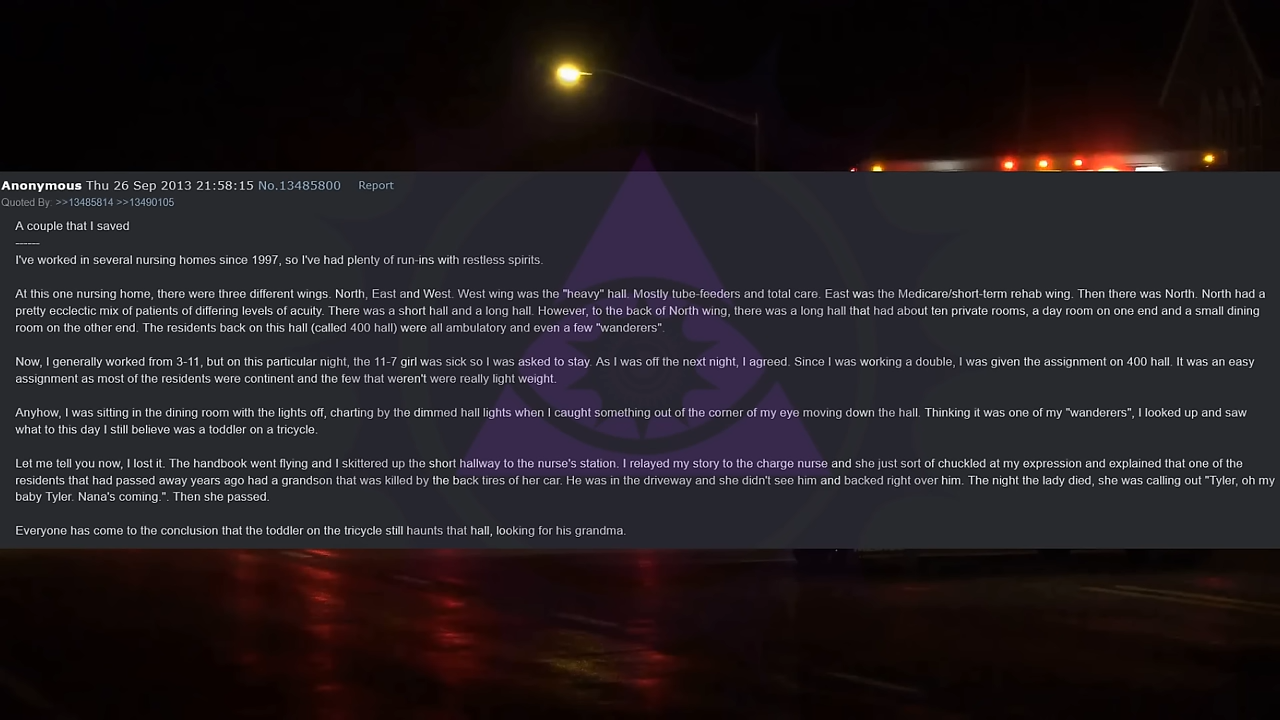 Anonymous Thu 26 Sep 2013 21:58:15 No.13485800 Report
Quoted By: >>13485814 >>13490105
A couple that I saved
------
I've worked in several nursing homes since 1997, so I've had plenty of run-ins with restless spirits.
At this one nursing home, there were three different wings. North, East and West. West wing was the "heavy" hall. Mostly tube-feeders and total care. East was the Medicare/short-term rehab wing. Then there was North. North had a
pretty ecclectic mix of patients of differing levels of acuity. There was a short hall and a long hall. However, to the back of North wing, there was a long hall that had about ten private rooms, a day room on one end and a small dining
room on the other end. The residents back on this hall (called 400 hall) were all ambulatory and even a few "wanderers".
Now, I generally worked from 3-11, but on this particular night, the 11-7 girl was sick so I was asked to stay. As I was off the next night, I agreed. Since I was working a double, I was given the assignment on 400 hall. It was an easy
assignment as most of the residents were continent and the few that weren't were really light weight.
Anyhow, I was sitting in the dining room with the lights off, charting by the dimmed hall lights when I caught something out of the corner of my eye moving down the hall. Thinking it was one of my "wanderers", I looked up and saw
what to this day I still believe was a toddler on a tricycle.
Let me tell you now, I lost it. The handbook went flying and I skittered up the short hallway to the nurse's station. I relayed my story to the charge nurse and she just sort of chuckled at my expression and explained that one of the
residents that had passed away years ago had a grandson that was killed by the back tires of her car. He was in the driveway and she didn't see him and backed right over him. The night the lady died, she was calling out "Tyler, oh my
baby Tyler. Nana's coming.". Then she passed.
Everyone has come to the conclusion that the toddler on the tricycle still haunts that hall, looking for his grandma.